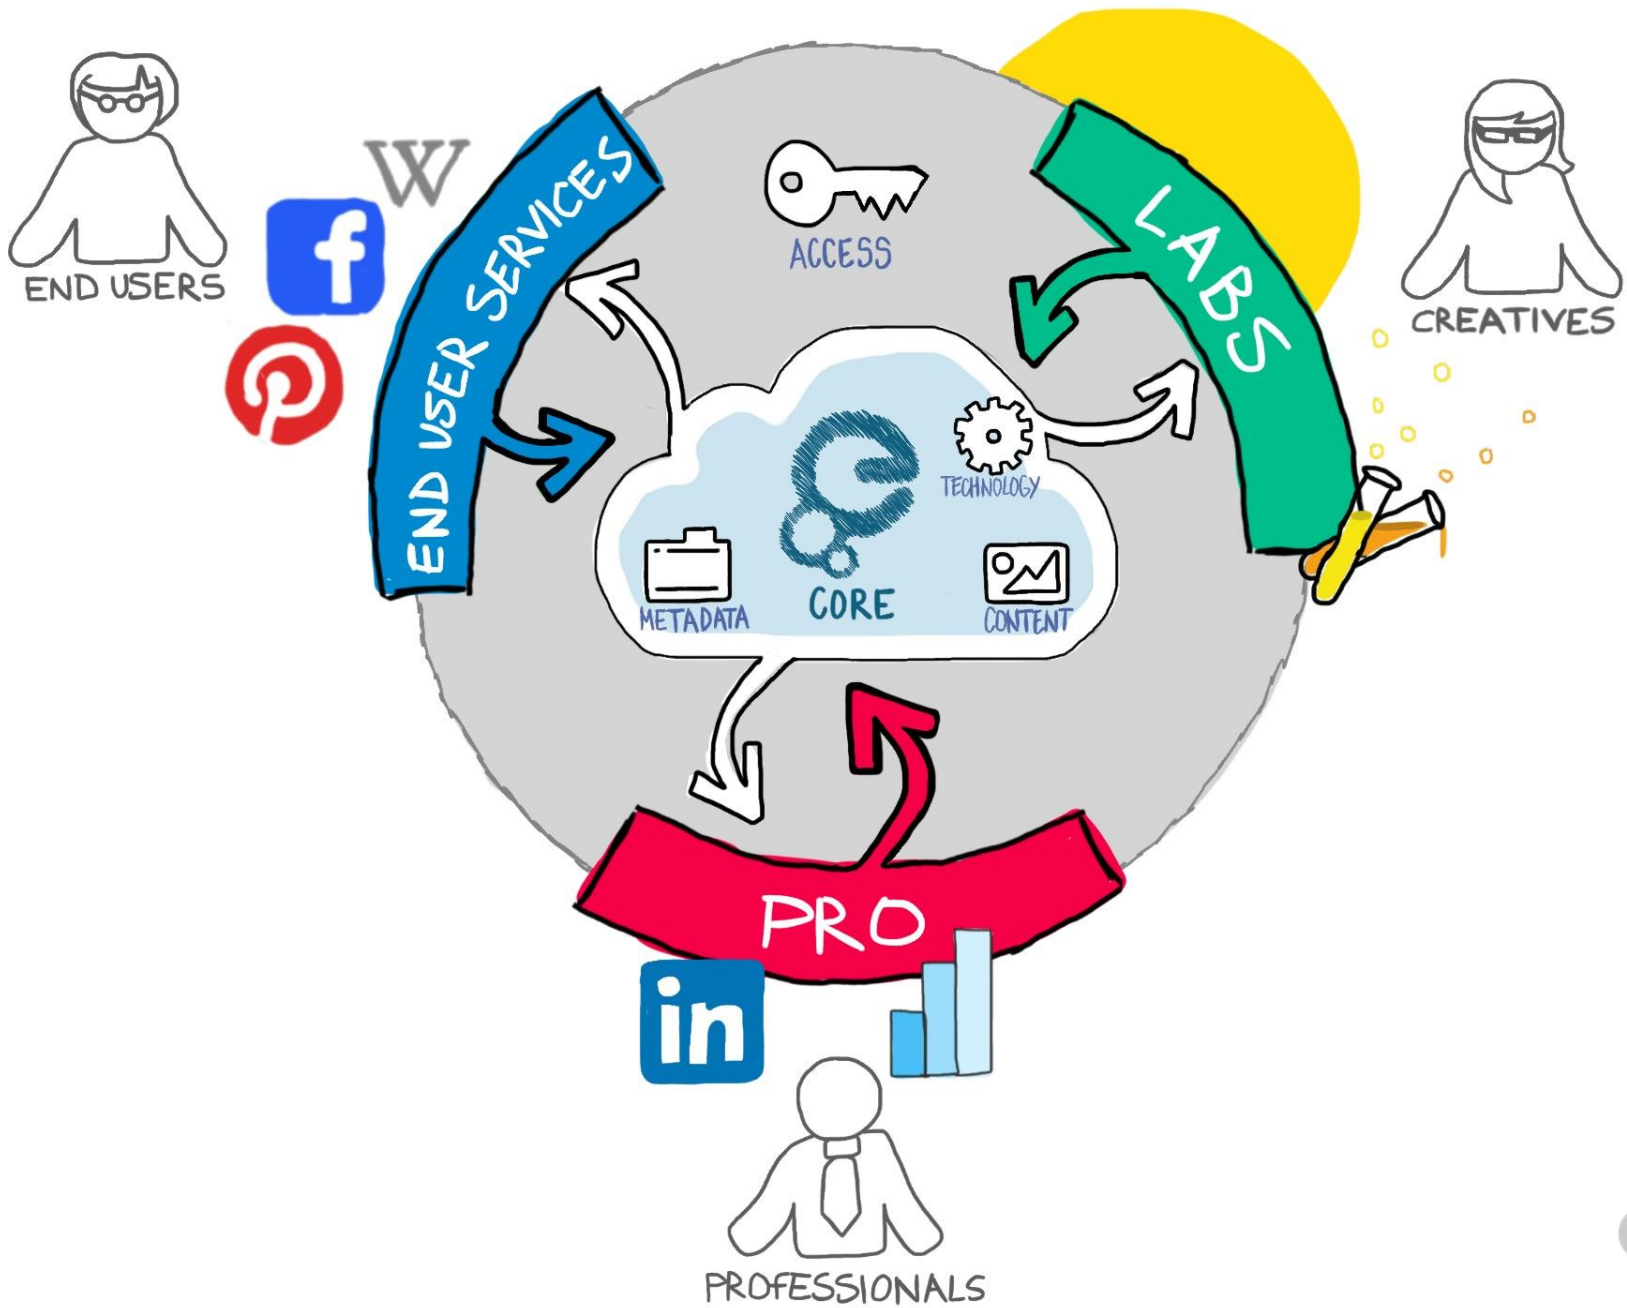 END USERS
W
f
END USER SERVICES
ACCESS
LABS
CREATIVES
TECHNOLOGY
METADATA
CORE
CONTENT
PRO
in
PROFESSIONALS